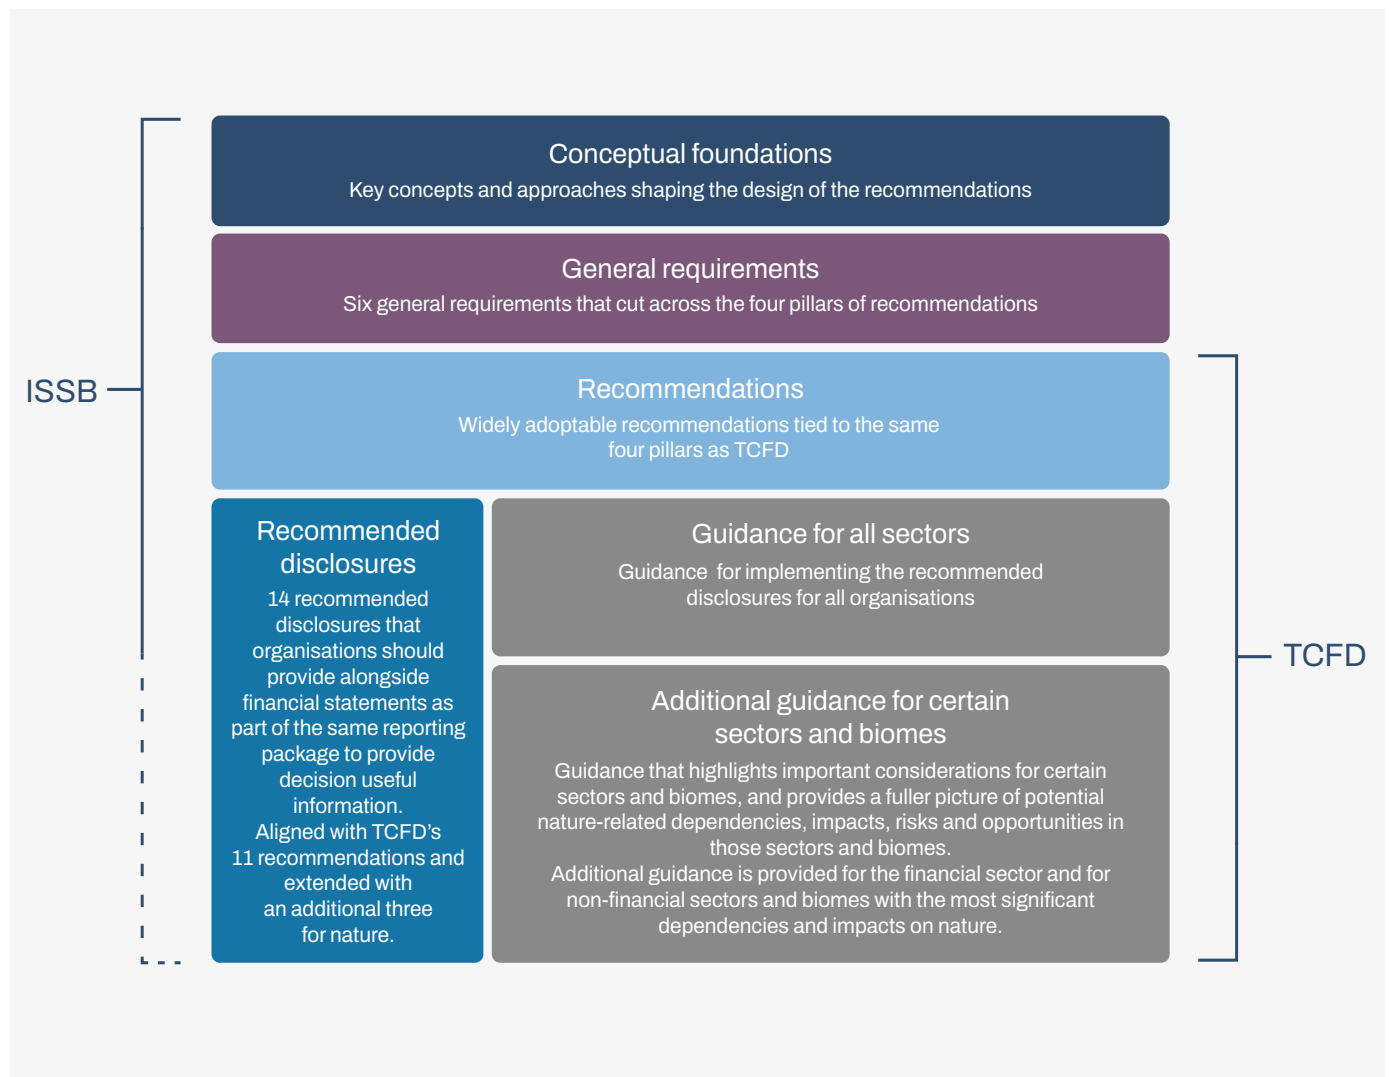 Conceptual foundations
Key concepts and approaches shaping the design of the recommendations
General requirements
Six general requirements that cut across the four pillars of recommendations
ISSB
Recommendations
Widely adoptable recommendations tied to the same
four pillars as TCFD
Recommended
disclosures
14 recommended
disclosures that
organisations should
provide alongside
financial statements as
part of the same reporting
package to provide
decision useful
information.
Aligned with TCFD’s
11 recommendations and
extended with
an additional three
for nature.
Guidance for all sectors
Guidance for implementing the recommended
disclosures for all organisations
Additional guidance for certain
sectors and biomes
Guidance that highlights important considerations for certain
sectors and biomes, and provides a fuller picture of potential
nature-related dependencies, impacts, risks and opportunities in
those sectors and biomes.
Additional guidance is provided for the financial sector and for
non-financial sectors and biomes with the most significant
dependencies and impacts on nature.
TCFD